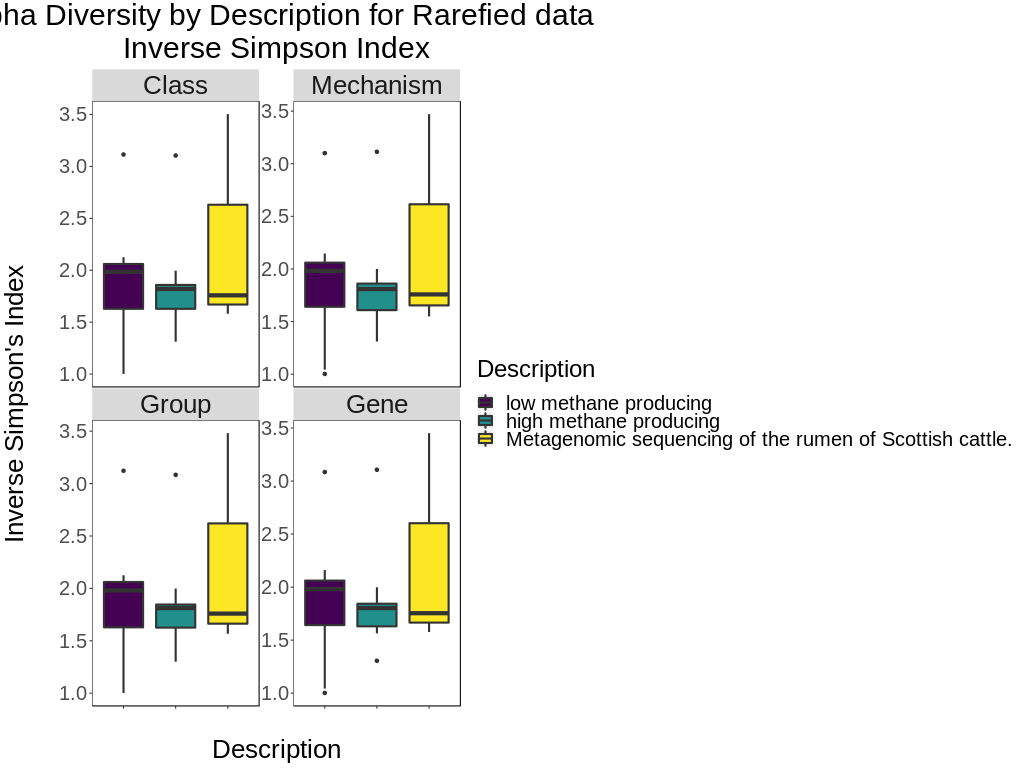 pha Diversity by Description for Rarefied data
Inverse Simpson Index
Class
Mechanism
3.5
3.0
2.5
2.0
1.5
1.0
3.5
3.0
2.5
2.0
1.5
1.0
Group
Gene
3.5
3.0
2.5
2.0
1.5
1.0
3.5
3.0
2.5
2.0
1.5
1.0
Inverse Simpson's Index
Description
Description
low methane producing
high methane producing
Metagenomic sequencing of the rumen of Scottish cattle.